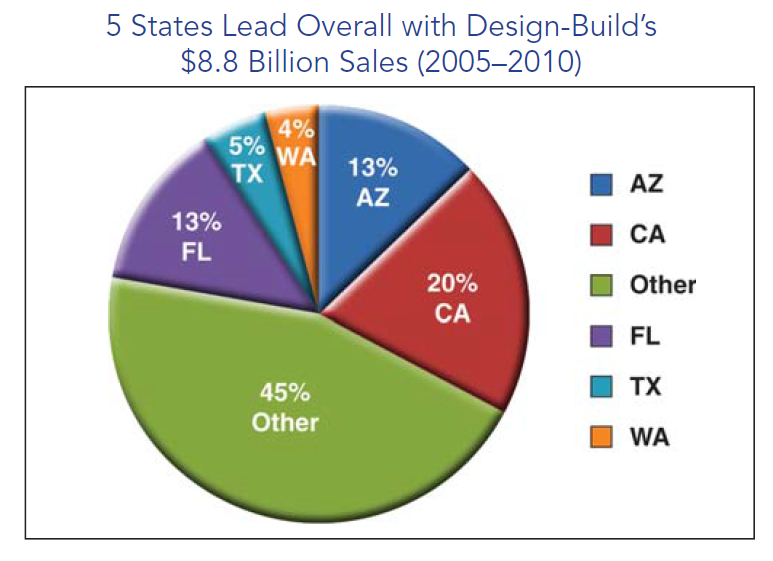 5 States Lead Overall with Design-Build’s
$8.8 Billion Sales (2005–2010)
4%
WA
5%
TX
13%
AZ
13%
FL
20%
CA
45%
Other
AZ
CA
Other
FL
TX
WA